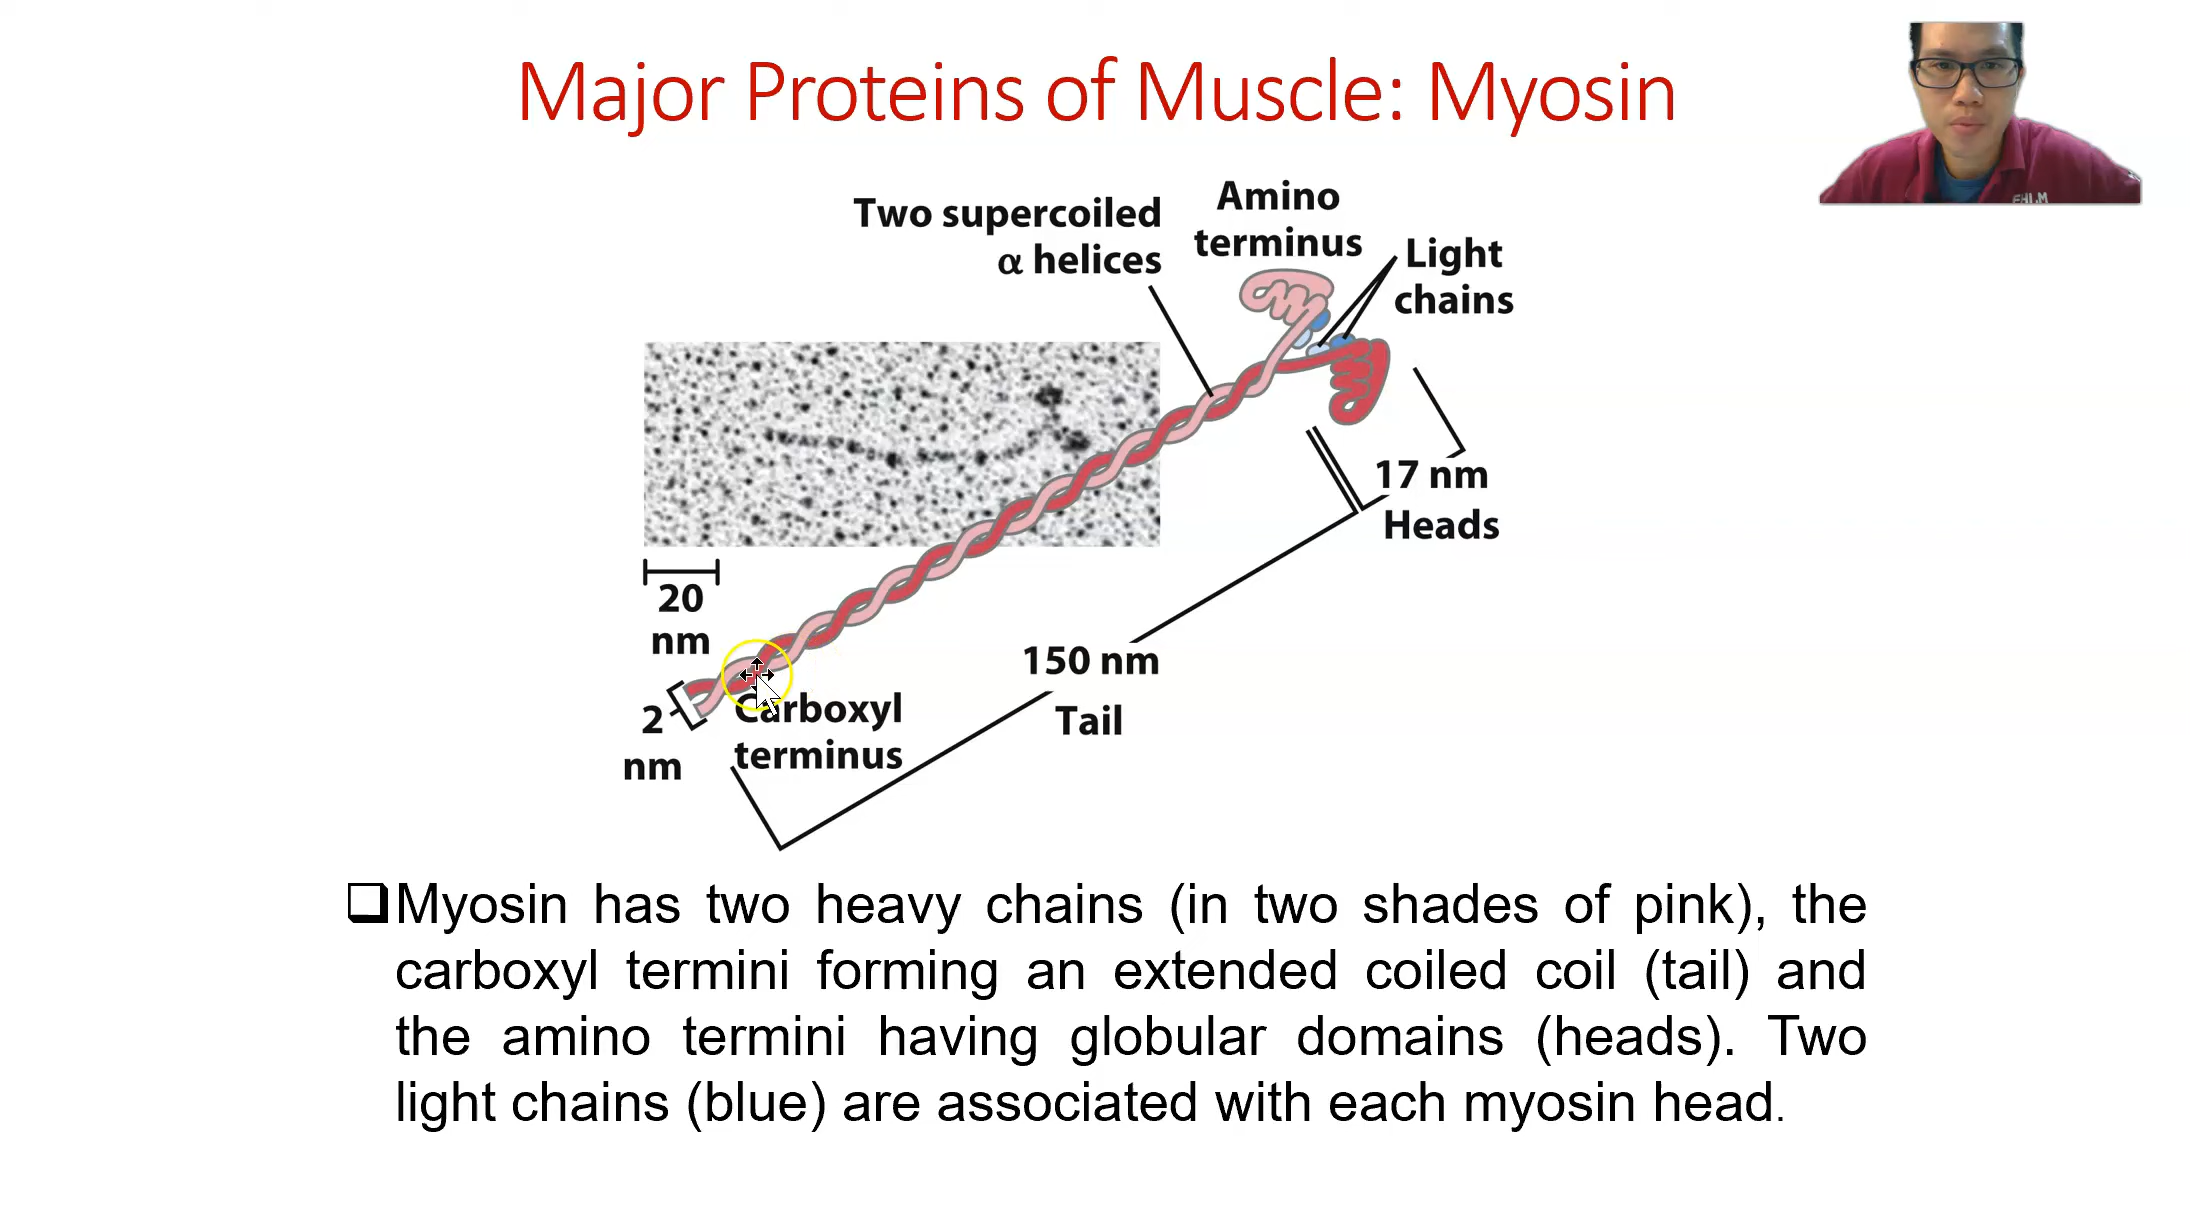 Major Proteins of Muscle: Myosin
Two supercoiled
α helices
Amino
terminus
Light
chains
17 nm
Heads
20
nm
150 nm
Tail
2
nm
Carboxyl
terminus
Myosin has two heavy chains (in two shades of pink), the
carboxyl termini forming an extended coiled coil (tail) and
the amino termini having globular domains (heads). Two
light chains (blue) are associated with each myosin head.